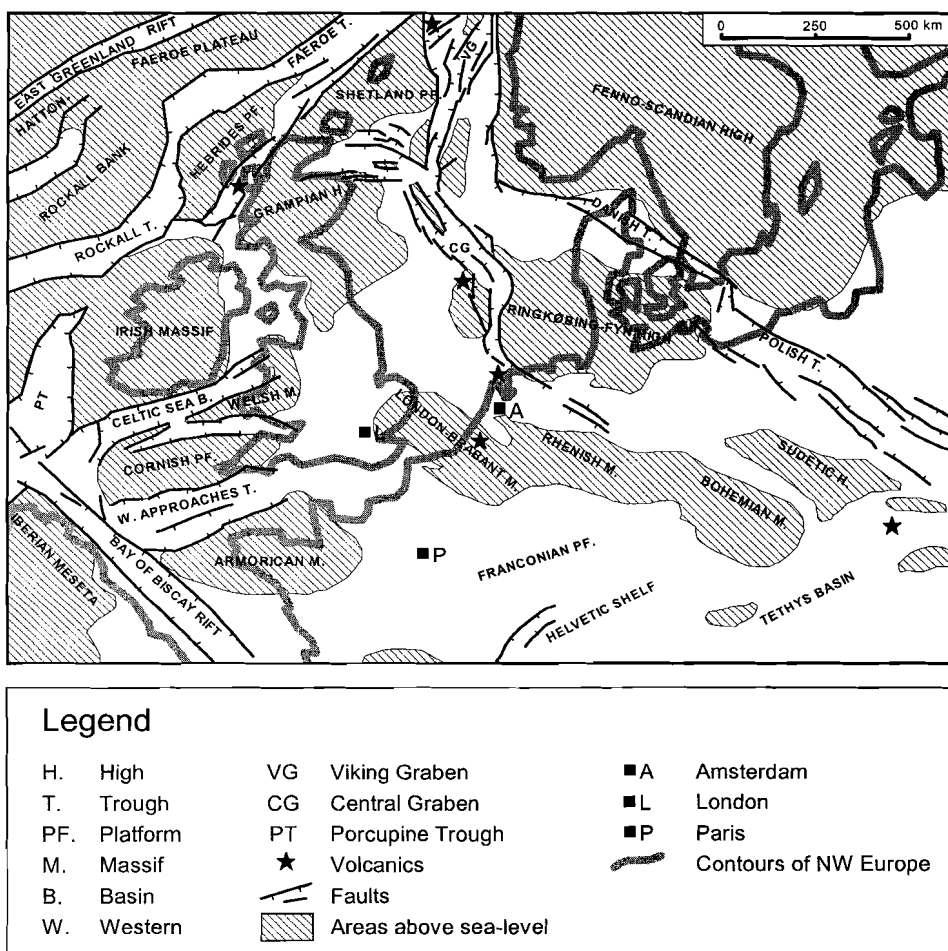 0 250 500 km
EAST GREENLAND RIFT
FAEROE PLATEAU
FAEROE T.
VG
HATTON.
SHETLAND PF.
FENNO-SCANDIAN HIGH
HEBRIDES PF.
ROCKALL BANK
GRAMPIAN H.
ROCKALL T.
DANISH T.
CG
IRISH MASSIF
RINGKØBING-FYN HIGH
POLISH T.
PT
CELTIC SEA B.
WELSH M.
A
L
LONDON-BRABANT M.
RHENISH M.
SUDETIC H.
CORNISH PF.
BOHEMIAN M.
W. APPROACHES T.
IBERIAN MESETA
BAY OF BISCAY RIFT
ARMORICAN M.
P
FRANCONIAN PF.
HELVETIC SHELF
TETHYS BASIN
Legend
H. High VG Viking Graben A Amsterdam
T. Trough CG Central Graben L London
PF. Platform PT Porcupine Trough P Paris
M. Massif Volcanics Contours of NW Europe
B. Basin Faults
W. Western Areas above sea-level